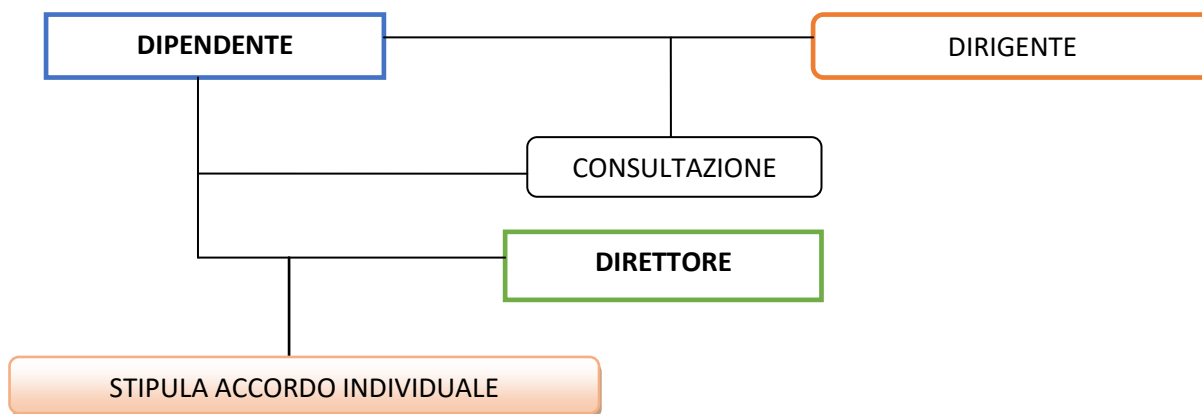 DIPENDENTE
DIRIGENTE
CONSULTAZIONE
DIRETTORE
STIPULA ACCORDO INDIVIDUALE